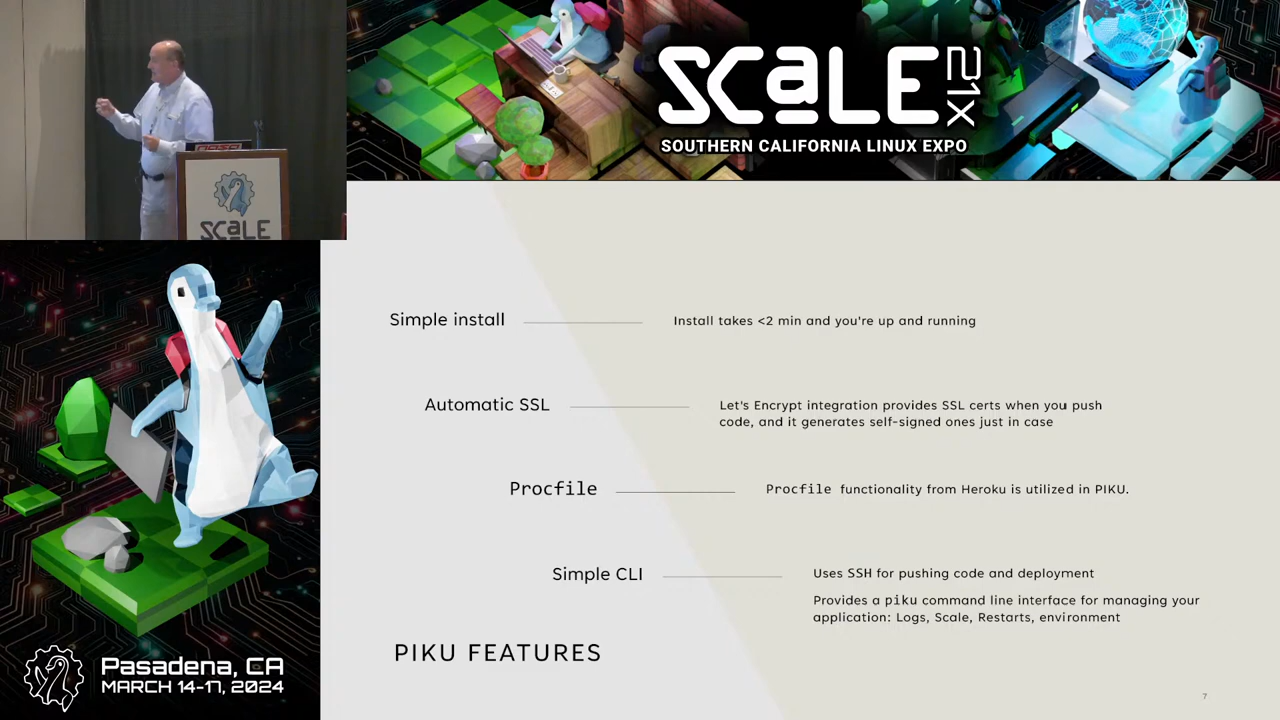 SCaLE 21X
SOUTHERN CALIFORNIA LINUX EXPO
SCaLE
Simple install
Install takes <2 min and you're up and running
Automatic SSL
Let's Encrypt integration provides SSL certs when you push
code, and it generates self-signed ones just in case
Procfile
Procfile functionality from Heroku is utilized in PIKU.
Simple CLI
Uses SSH for pushing code and deployment
Provides a piku command line interface for managing your
application: Logs, Scale, Restarts, environment
PIKU FEATURES
Pasadena, CA
MARCH 14-17, 2024
7